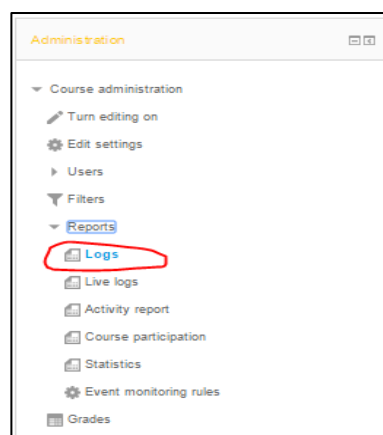 Administration
Course administration
Turn editing on
Edit settings
Users
Filters
Reports
Logs
Live logs
Activity report
Course participation
Statistics
Event monitoring rules
Grades